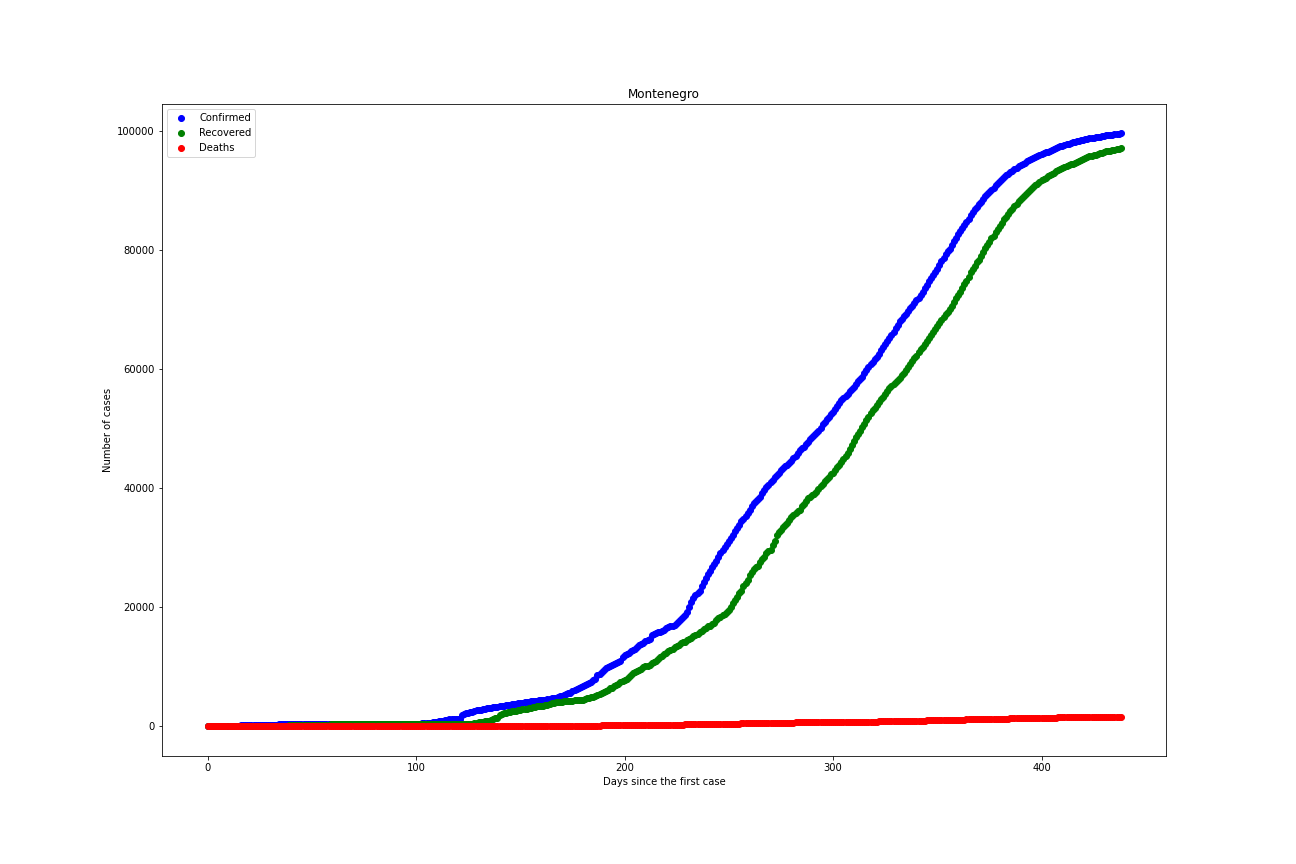 Montenegro
Confirmed
Recovered
Deaths
100000
80000
60000
40000
20000
0
Number of cases
0 100 200 300 400
Days since the first case